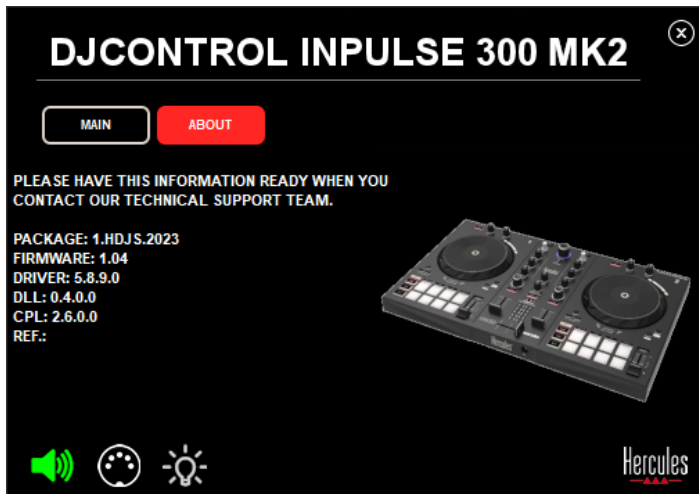 DJCONTROL INPULSE 300 MK2
MAIN
ABOUT
PLEASE HAVE THIS INFORMATION READY WHEN YOU
CONTACT OUR TECHNICAL SUPPORT TEAM.
PACKAGE: 1.HDJS.2023
FIRMWARE: 1.04
DRIVER: 5.8.9.0
DLL: 0.4.0.0
CPL: 2.6.0.0
REF.:
Hercules
Hercules